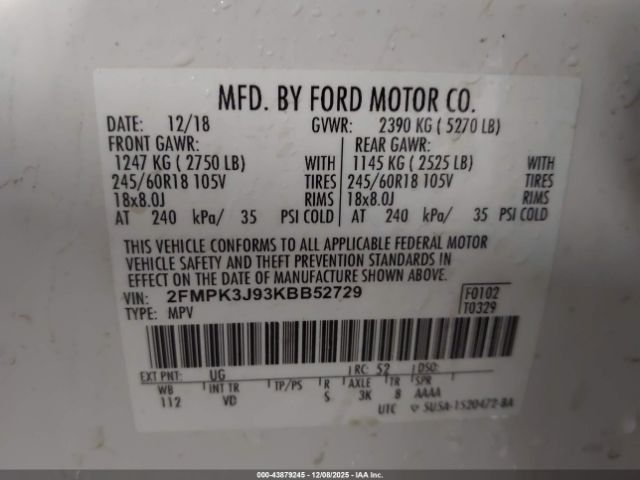 MFD. BY FORD MOTOR CO.
DATE: 12/18 GVWR: 2390 KG ( 5270 LB)
FRONT GAWR: REAR GAWR:
1247 KG ( 2750 LB) WITH 1145 KG ( 2525 LB) WITH
245/60R18 105V TIRES 245/60R18 105V TIRES
18x8.0J RIMS 18x8.0J RIMS
AT 240 kPa/ 35 PSI COLD AT 240 kPa/ 35 PSI COLD
THIS VEHICLE CONFORMS TO ALL APPLICABLE FEDERAL MOTOR
VEHICLE SAFETY AND THEFT PREVENTION STANDARDS IN
EFFECT ON THE DATE OF MANUFACTURE SHOWN ABOVE.
VIN: 2FMPK3J93KBB52729 F0102
TYPE: MPV T0329
EXT PNT: UG RC: 52 DSO:
WB INT TR TP/PS R AXLE TR SPR
112 VD S 3K 8 AAAA
UTC 5U5A-1520472-BA
000-43879245 - 12/08/2025 - IAA Inc.